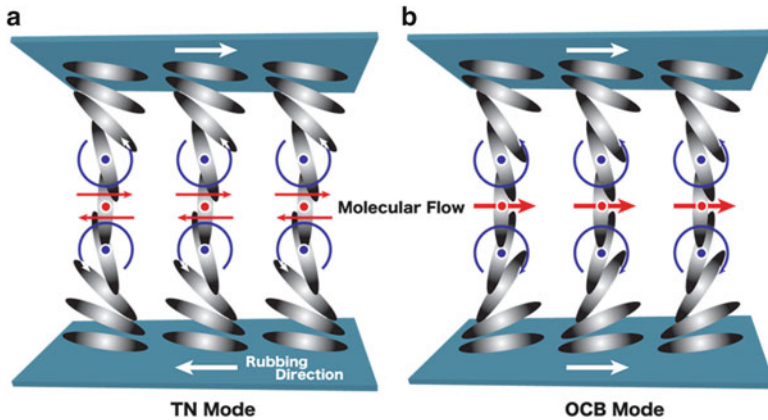 a
b
Molecular Flow
Rubbing
Direction
TN Mode
OCB Mode